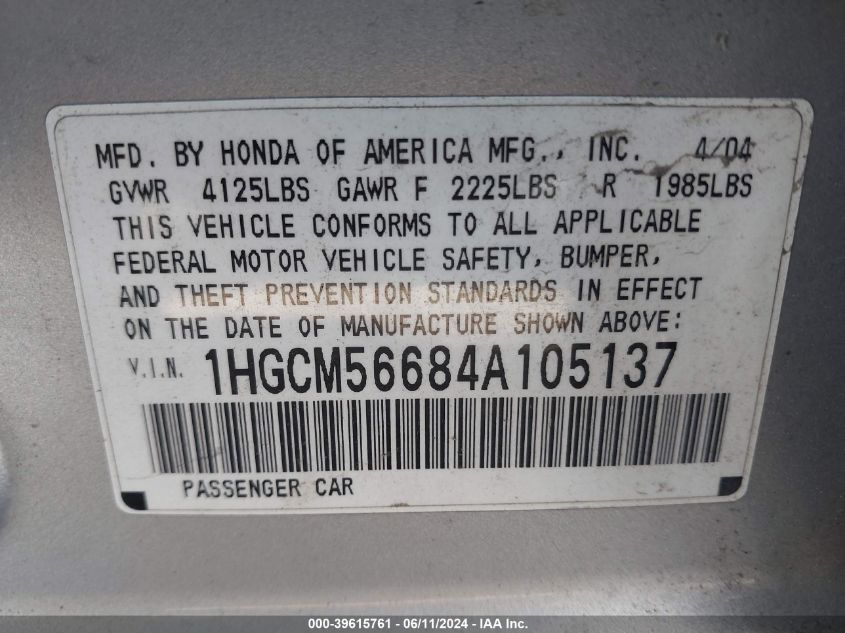 MFD. BY HONDA OF AMERICA MFG., INC. 4/04
GVWR 4125LBS GAWR F 2225LBS R 1985LBS
THIS VEHICLE CONFORMS TO ALL APPLICABLE
FEDERAL MOTOR VEHICLE SAFETY, BUMPER,
AND THEFT PREVENTION STANDARDS IN EFFECT
ON THE DATE OF MANUFACTURE SHOWN ABOVE:
V.I.N. 1HGCM56684A105137
PASSENGER CAR
000-39615761 - 06/11/2024 - IAA Inc.